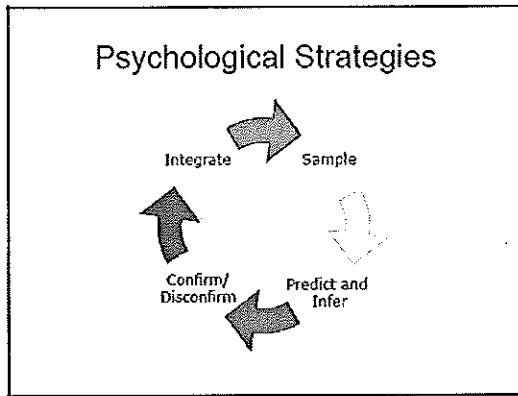 Psychological Strategies
Integrate
Sample
Confirm/
Disconfirm
Predict and
Infer